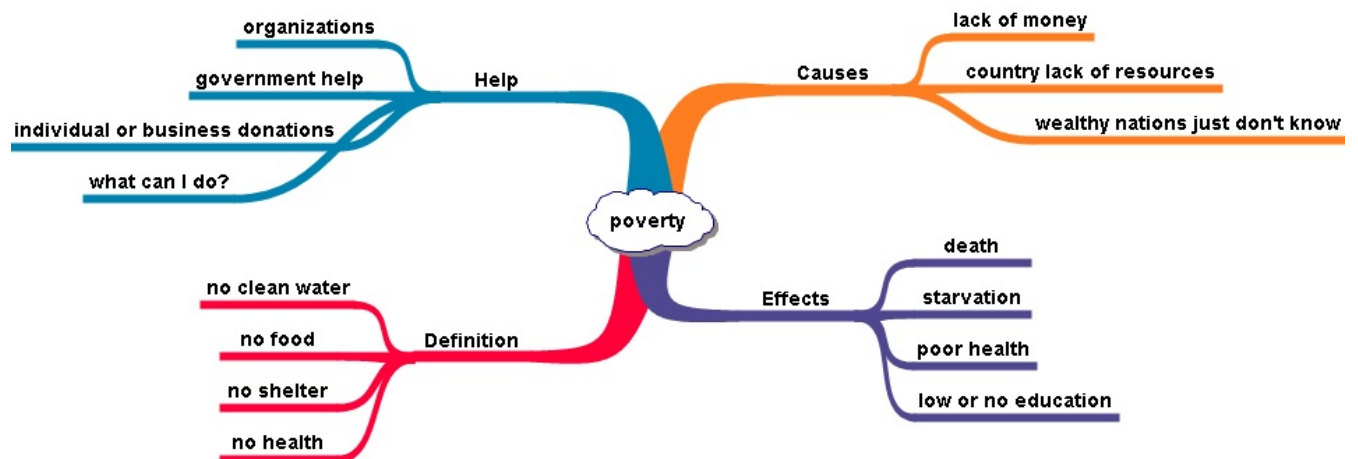 poverty
Help
organizations
government help
individual or business donations
what can I do?
Causes
lack of money
country lack of resources
wealthy nations just don't know
Definition
no clean water
no food
no shelter
no health
Effects
death
starvation
poor health
low or no education